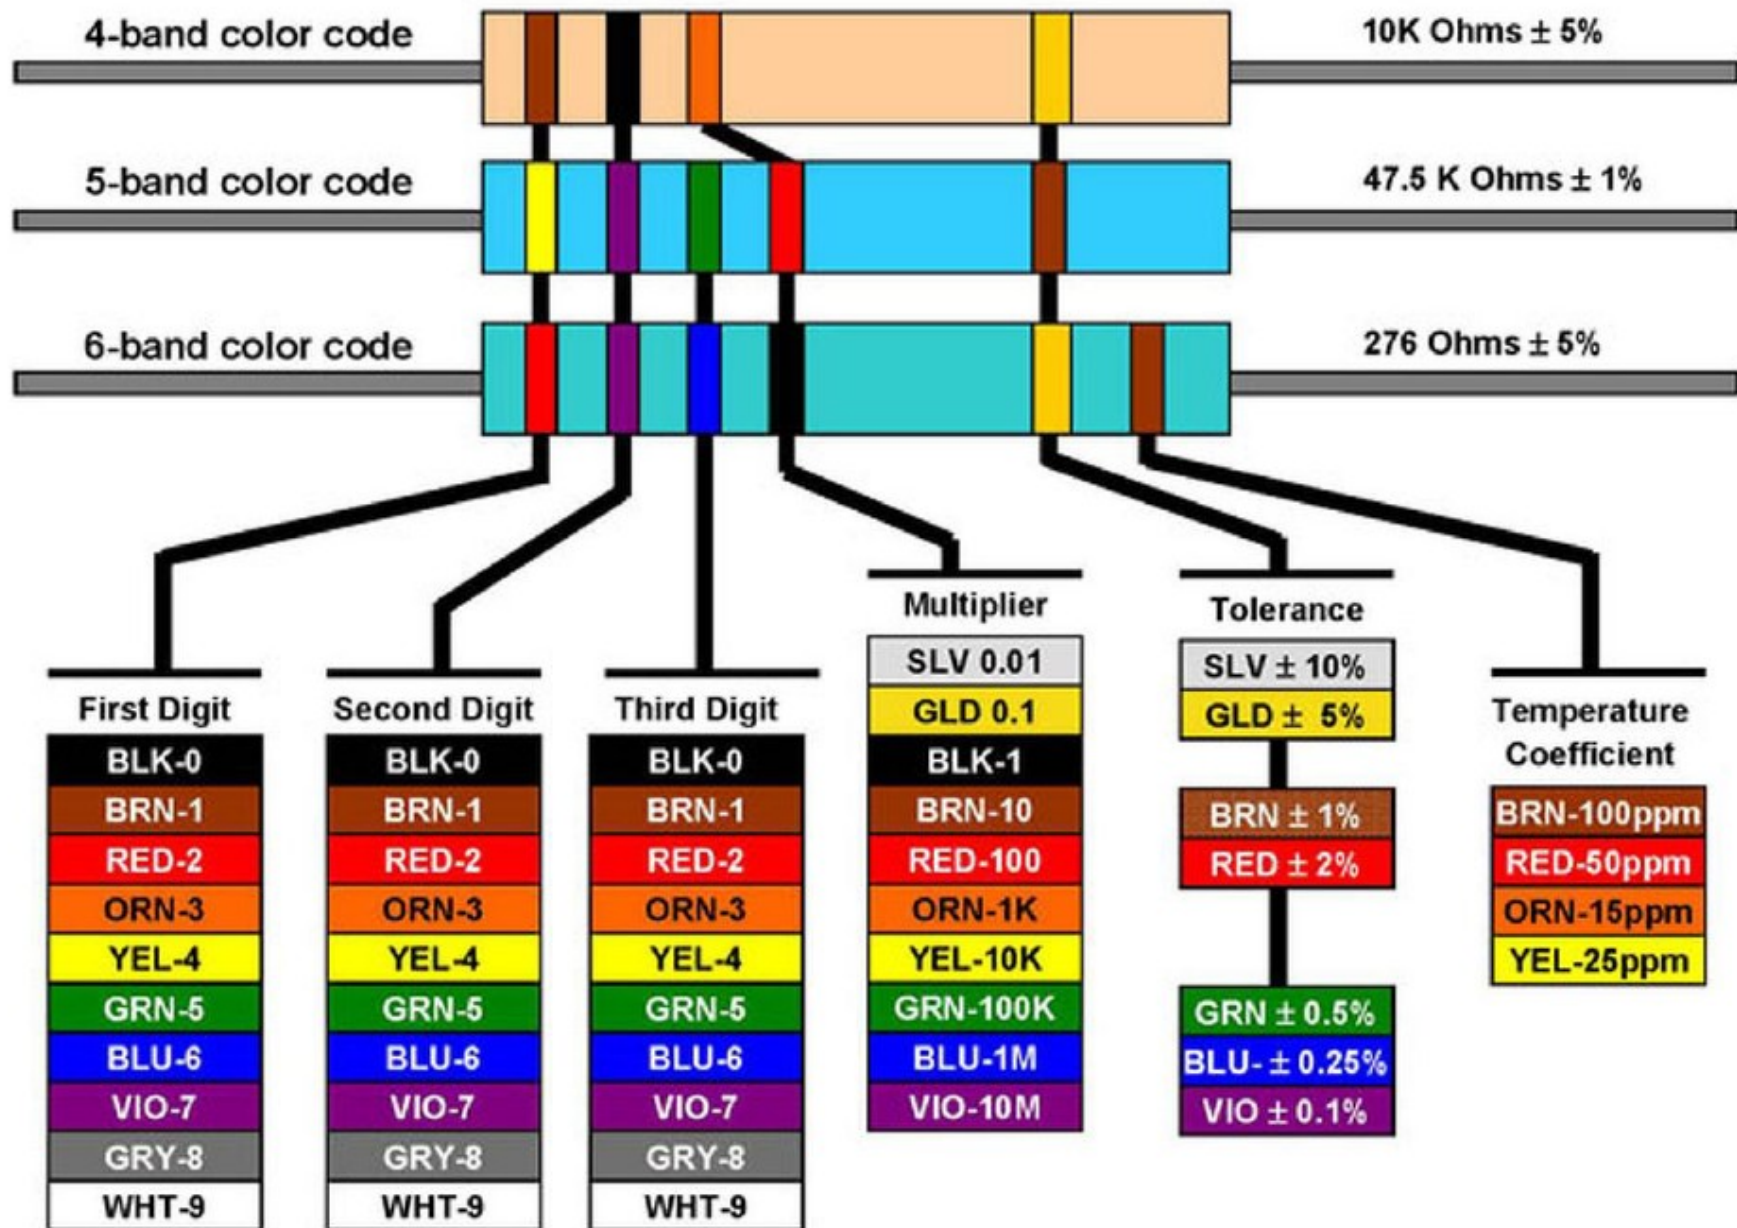 4-band color code
10K Ohms ± 5%
5-band color code
47.5 K Ohms ± 1%
6-band color code
276 Ohms ± 5%
First Digit
BLK-0
BRN-1
RED-2
ORN-3
YEL-4
GRN-5
BLU-6
VIO-7
GRY-8
WHT-9
Second Digit
BLK-0
BRN-1
RED-2
ORN-3
YEL-4
GRN-5
BLU-6
VIO-7
GRY-8
WHT-9
Third Digit
BLK-0
BRN-1
RED-2
ORN-3
YEL-4
GRN-5
BLU-6
VIO-7
GRY-8
WHT-9
Multiplier
SLV 0.01
GLD 0.1
BLK-1
BRN-10
RED-100
ORN-1K
YEL-10K
GRN-100K
BLU-1M
VIO-10M
Tolerance
SLV ± 10%
GLD ± 5%
BRN ± 1%
RED ± 2%
GRN ± 0.5%
BLU- ± 0.25%
VIO ± 0.1%
Temperature
Coefficient
BRN-100ppm
RED-50ppm
ORN-15ppm
YEL-25ppm